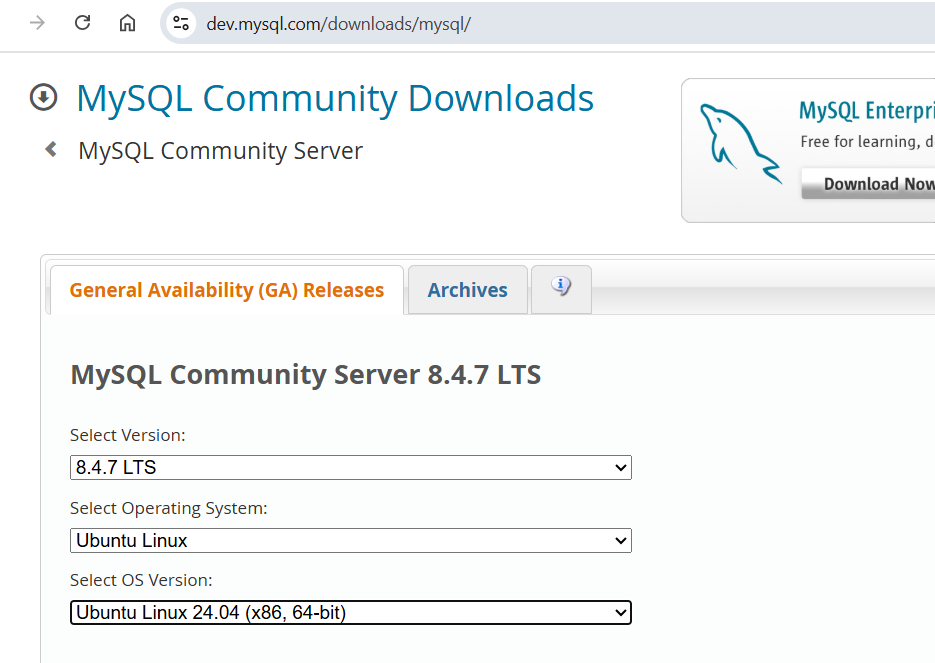 dev.mysql.com/downloads/mysql/
MySQL Community Downloads
MySQL Community Server
MySQL Enterpri
Free for learning, d
Download Now
General Availability (GA) Releases
Archives
MySQL Community Server 8.4.7 LTS
Select Version:
8.4.7 LTS
Select Operating System:
Ubuntu Linux
Select OS Version:
Ubuntu Linux 24.04 (x86, 64-bit)